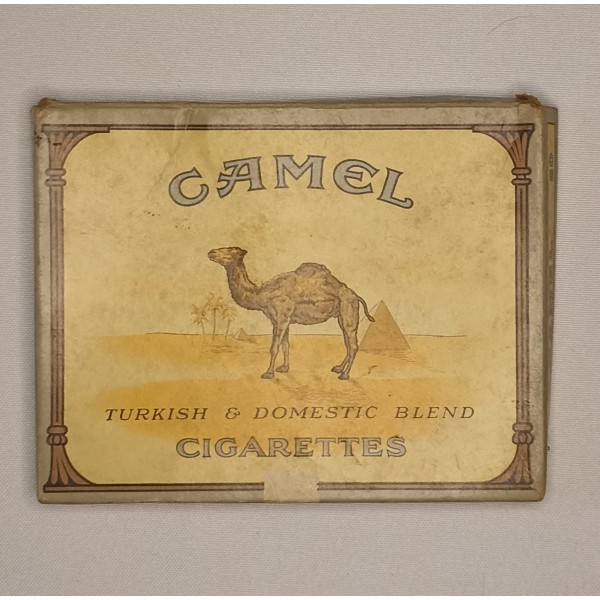 CAMEL
TURKISH & DOMESTIC BLEND
CIGARETTES